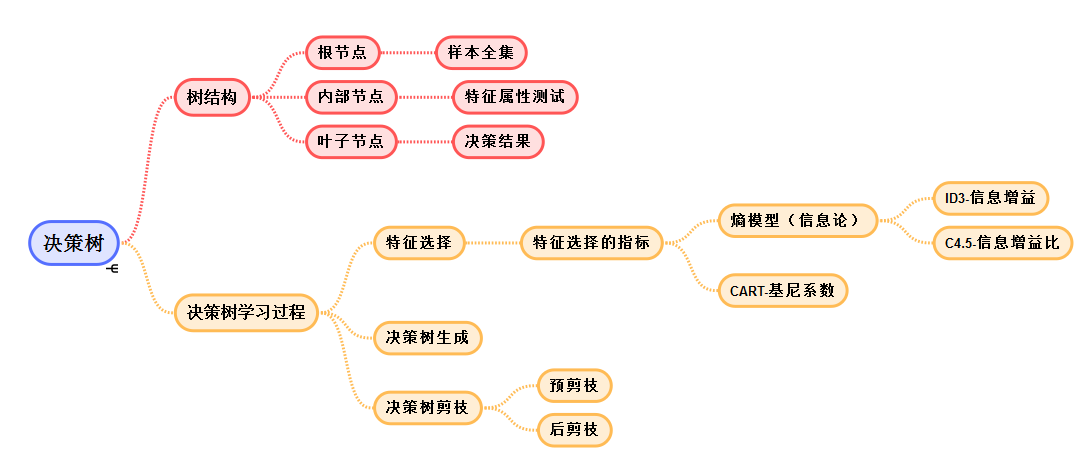 决策树
树结构
根节点
样本全集
内部节点
特征属性测试
叶子节点
决策结果
决策树学习过程
特征选择
特征选择的指标
熵模型（信息论）
ID3-信息增益
C4.5-信息增益比
CART-基尼系数
决策树生成
决策树剪枝
预剪枝
后剪枝